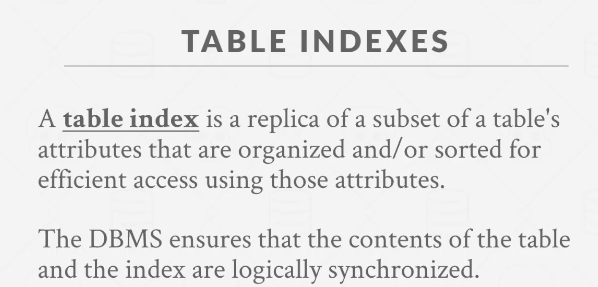 TABLE INDEXES
A table index is a replica of a subset of a table's
attributes that are organized and/or sorted for
efficient access using those attributes.
The DBMS ensures that the contents of the table
and the index are logically synchronized.